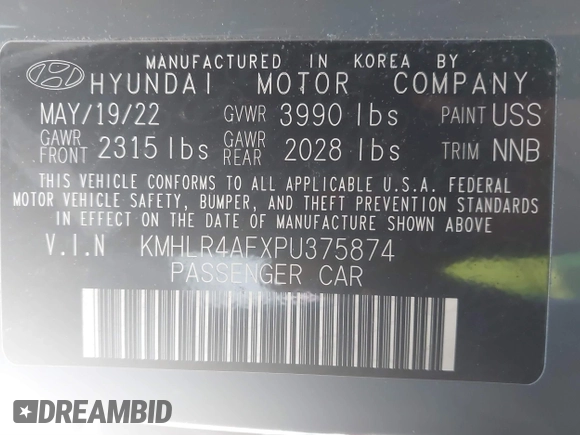 MANUFACTURED IN KOREA BY
HYUNDAI MOTOR COMPANY
MAY/19/22 GVWR 3990 lbs PAINT USS
GAWR FRONT 2315 lbs GAWR REAR 2028 lbs TRIM NNB
THIS VEHICLE CONFORMS TO ALL APPLICABLE U.S.A. FEDERAL
MOTOR VEHICLE SAFETY, BUMPER, AND THEFT PREVENTION STANDARDS
IN EFFECT ON THE DATE OF MANUFACTURE SHOWN ABOVE.
V.I.N KMHLR4AFXPU375874
PASSENGER CAR
DREAMBID